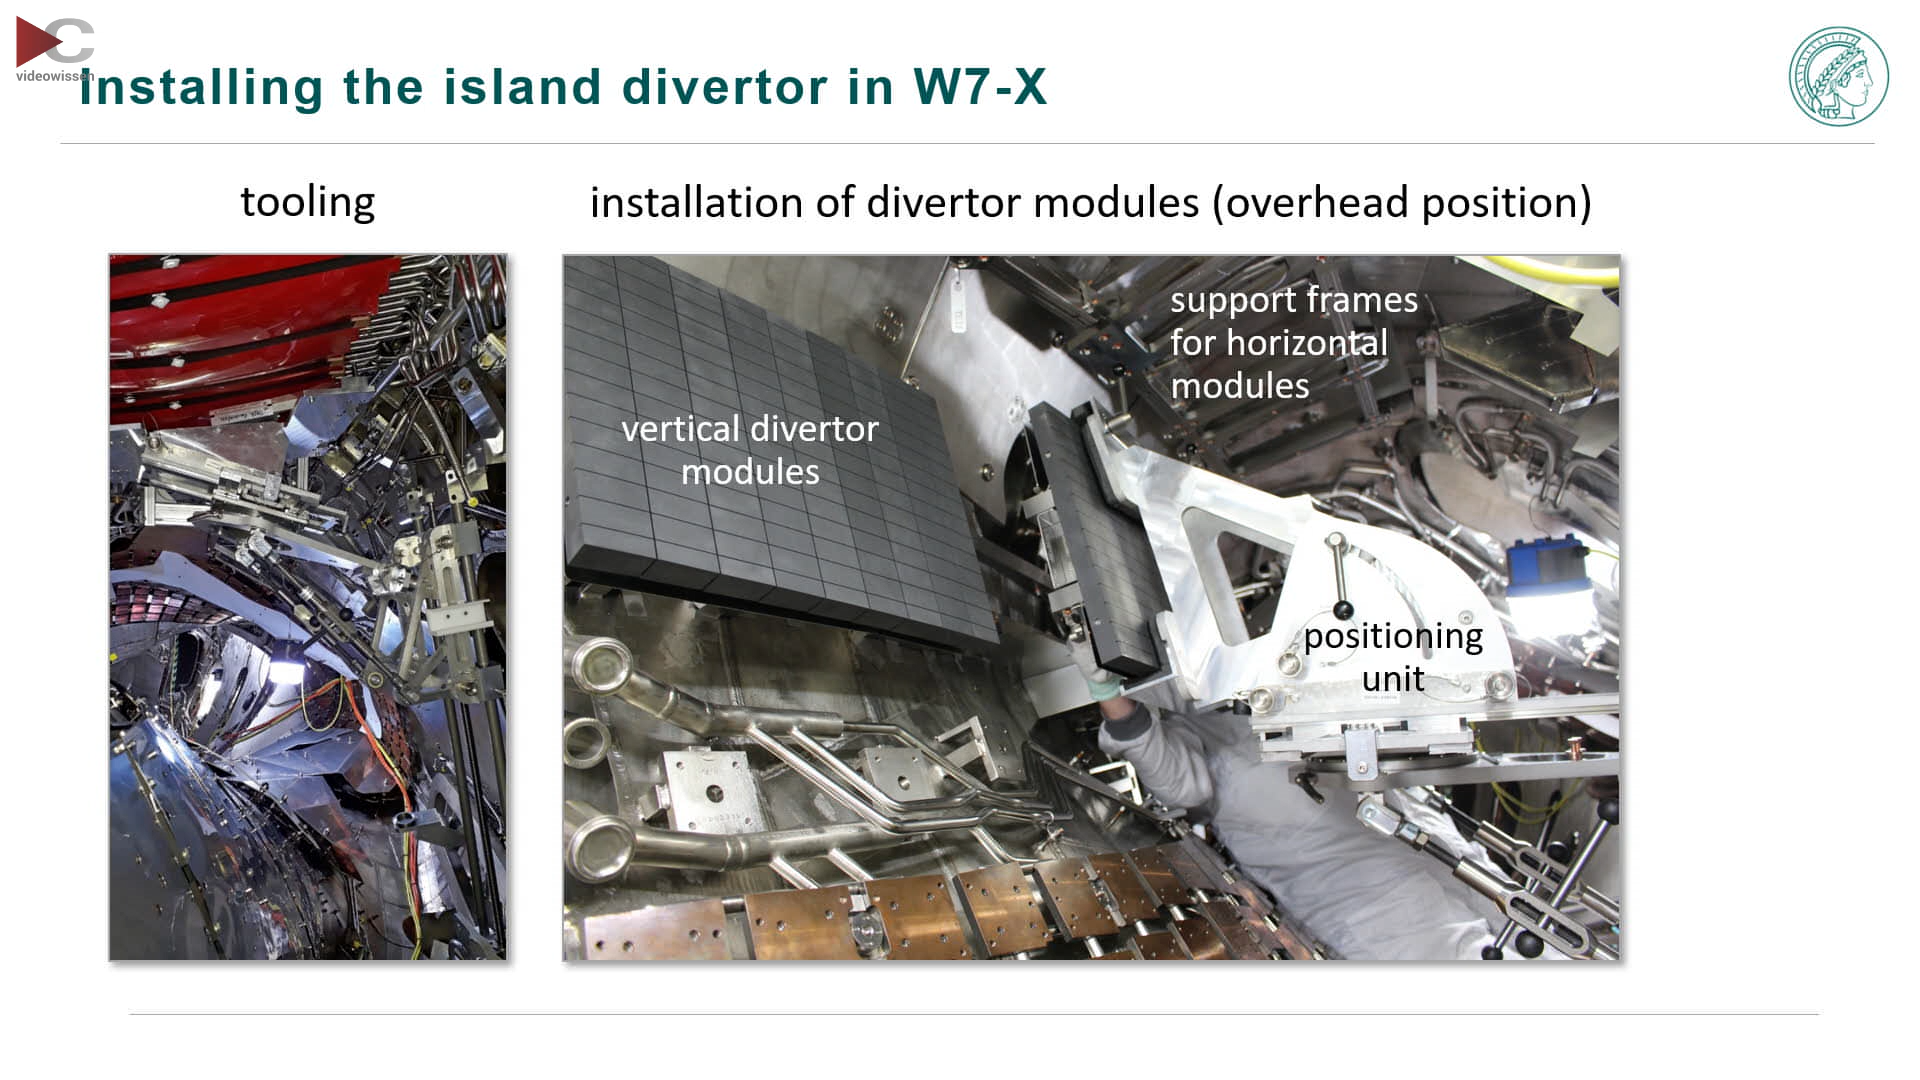 C
videowissen
Installing the island divertor in W7-X
tooling
installation of divertor modules (overhead position)
support frames
for horizontal
modules
vertical divertor
modules
positioning
unit